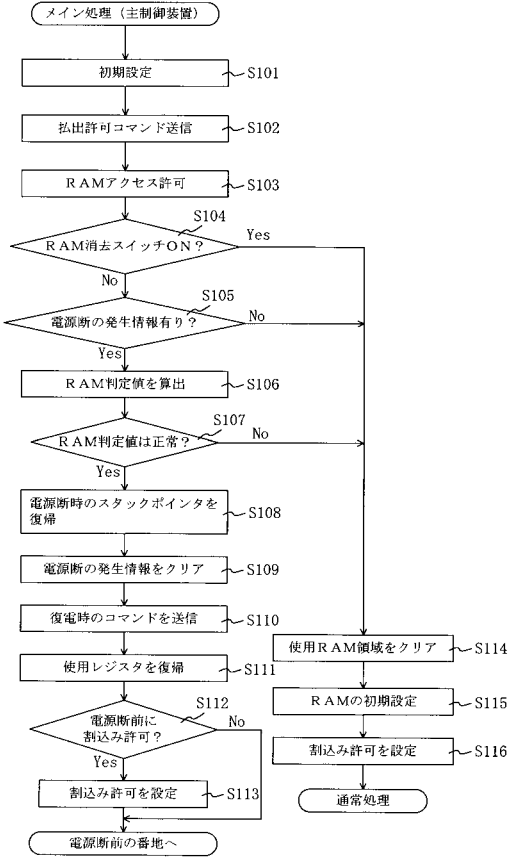 メイン処理（主制御装置）
初期設定
S101
払出許可コマンド送信
S102
RAMアクセス許可
S103
S104
RAM消去スイッチON？
Yes
No
S105
電源断の発生情報有り？
No
Yes
RAM判定値を算出
S106
S107
RAM判定値は正常？
No
Yes
電源断時のスタックポインタを
復帰
S108
電源断の発生情報をクリア
S109
復電時のコマンドを送信
S110
使用レジスタを復帰
S111
S112
電源断前に
割込み許可？
No
Yes
割込み許可を設定
S113
電源断前の番地へ
使用RAM領域をクリア
S114
RAMの初期設定
S115
割込み許可を設定
S116
通常処理